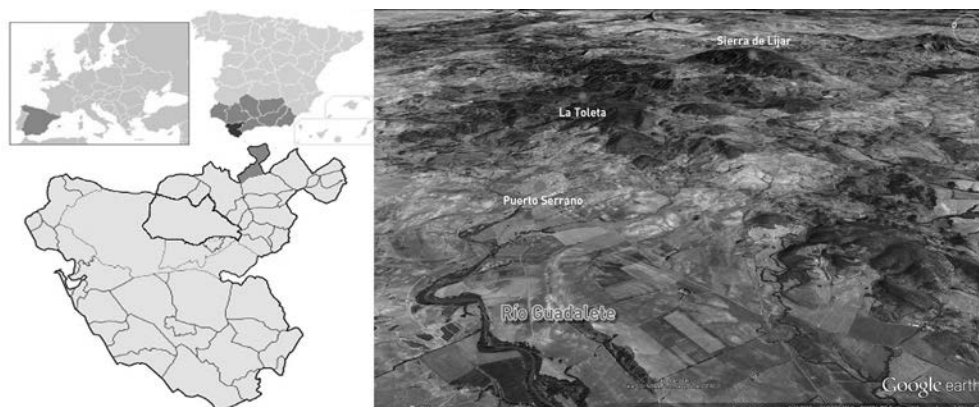 Sierra de Líjar
La Toleta
Puerto Serrano
Río Guadalete
Google earth